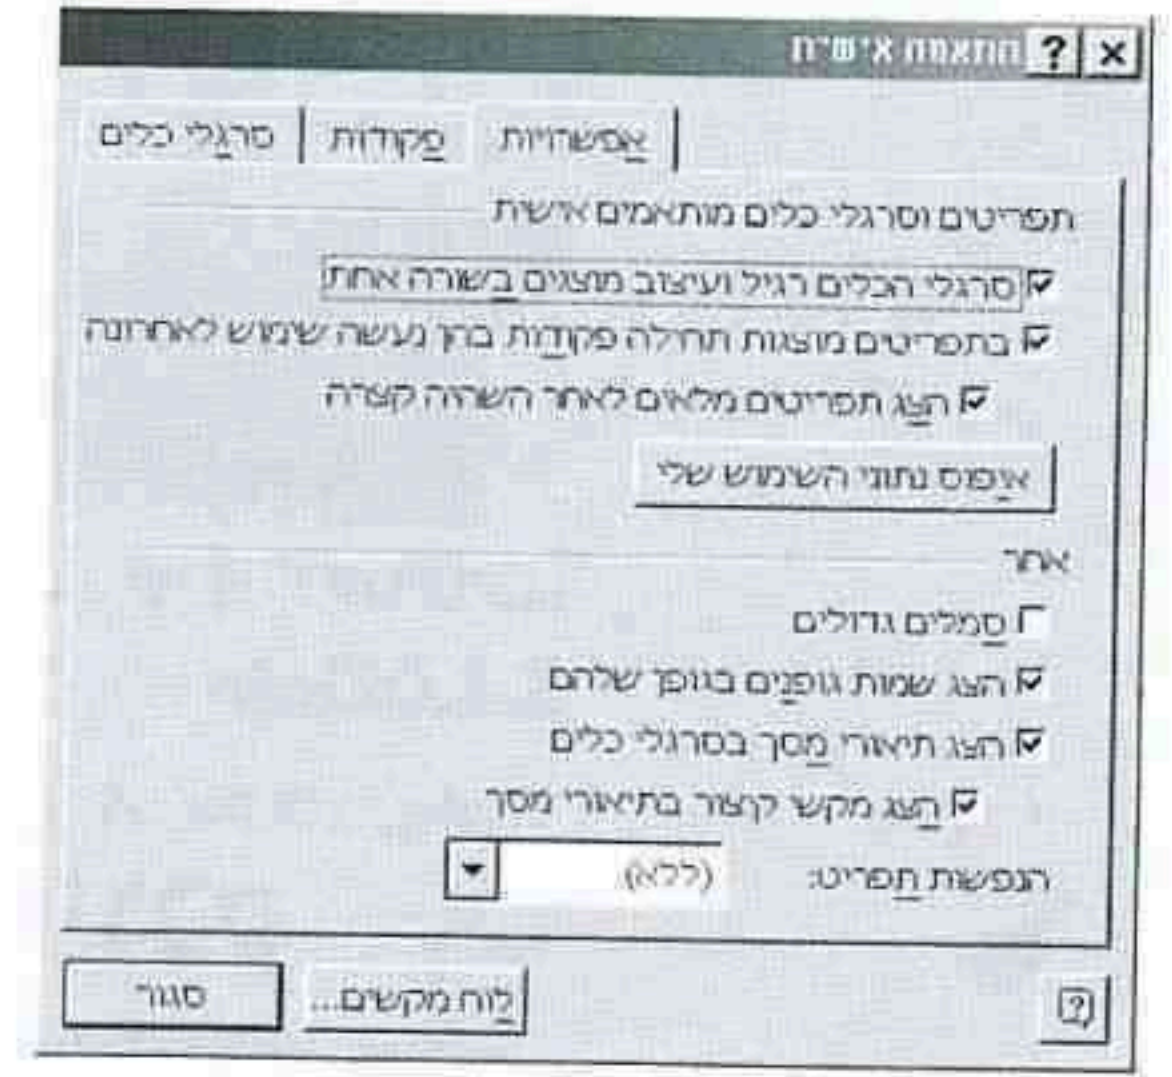 התאמה אישית
סרגלי כלים
פקודות
אפשרויות
תפריטים וסרגלי כלים מותאמים אישית
סרגלי הכלים רגיל ועיצוב מוצגים בשורה אחת
בתפריטים מוצגות תחילה פקודות בהן נעשה שימוש לאחרונה
הצג תפריטים מלאים לאחר השהיה קצרה
איפוס נתוני השימוש שלי
אחר
סמלים גדולים
הצג שמות גופנים בגופן שלהם
הצג תיאורי מסך בסרגלי כלים
הצג מקשי קיצור בתיאורי מסך
הנפשות תפריט: (ללא)
לוח מקשים... סגור